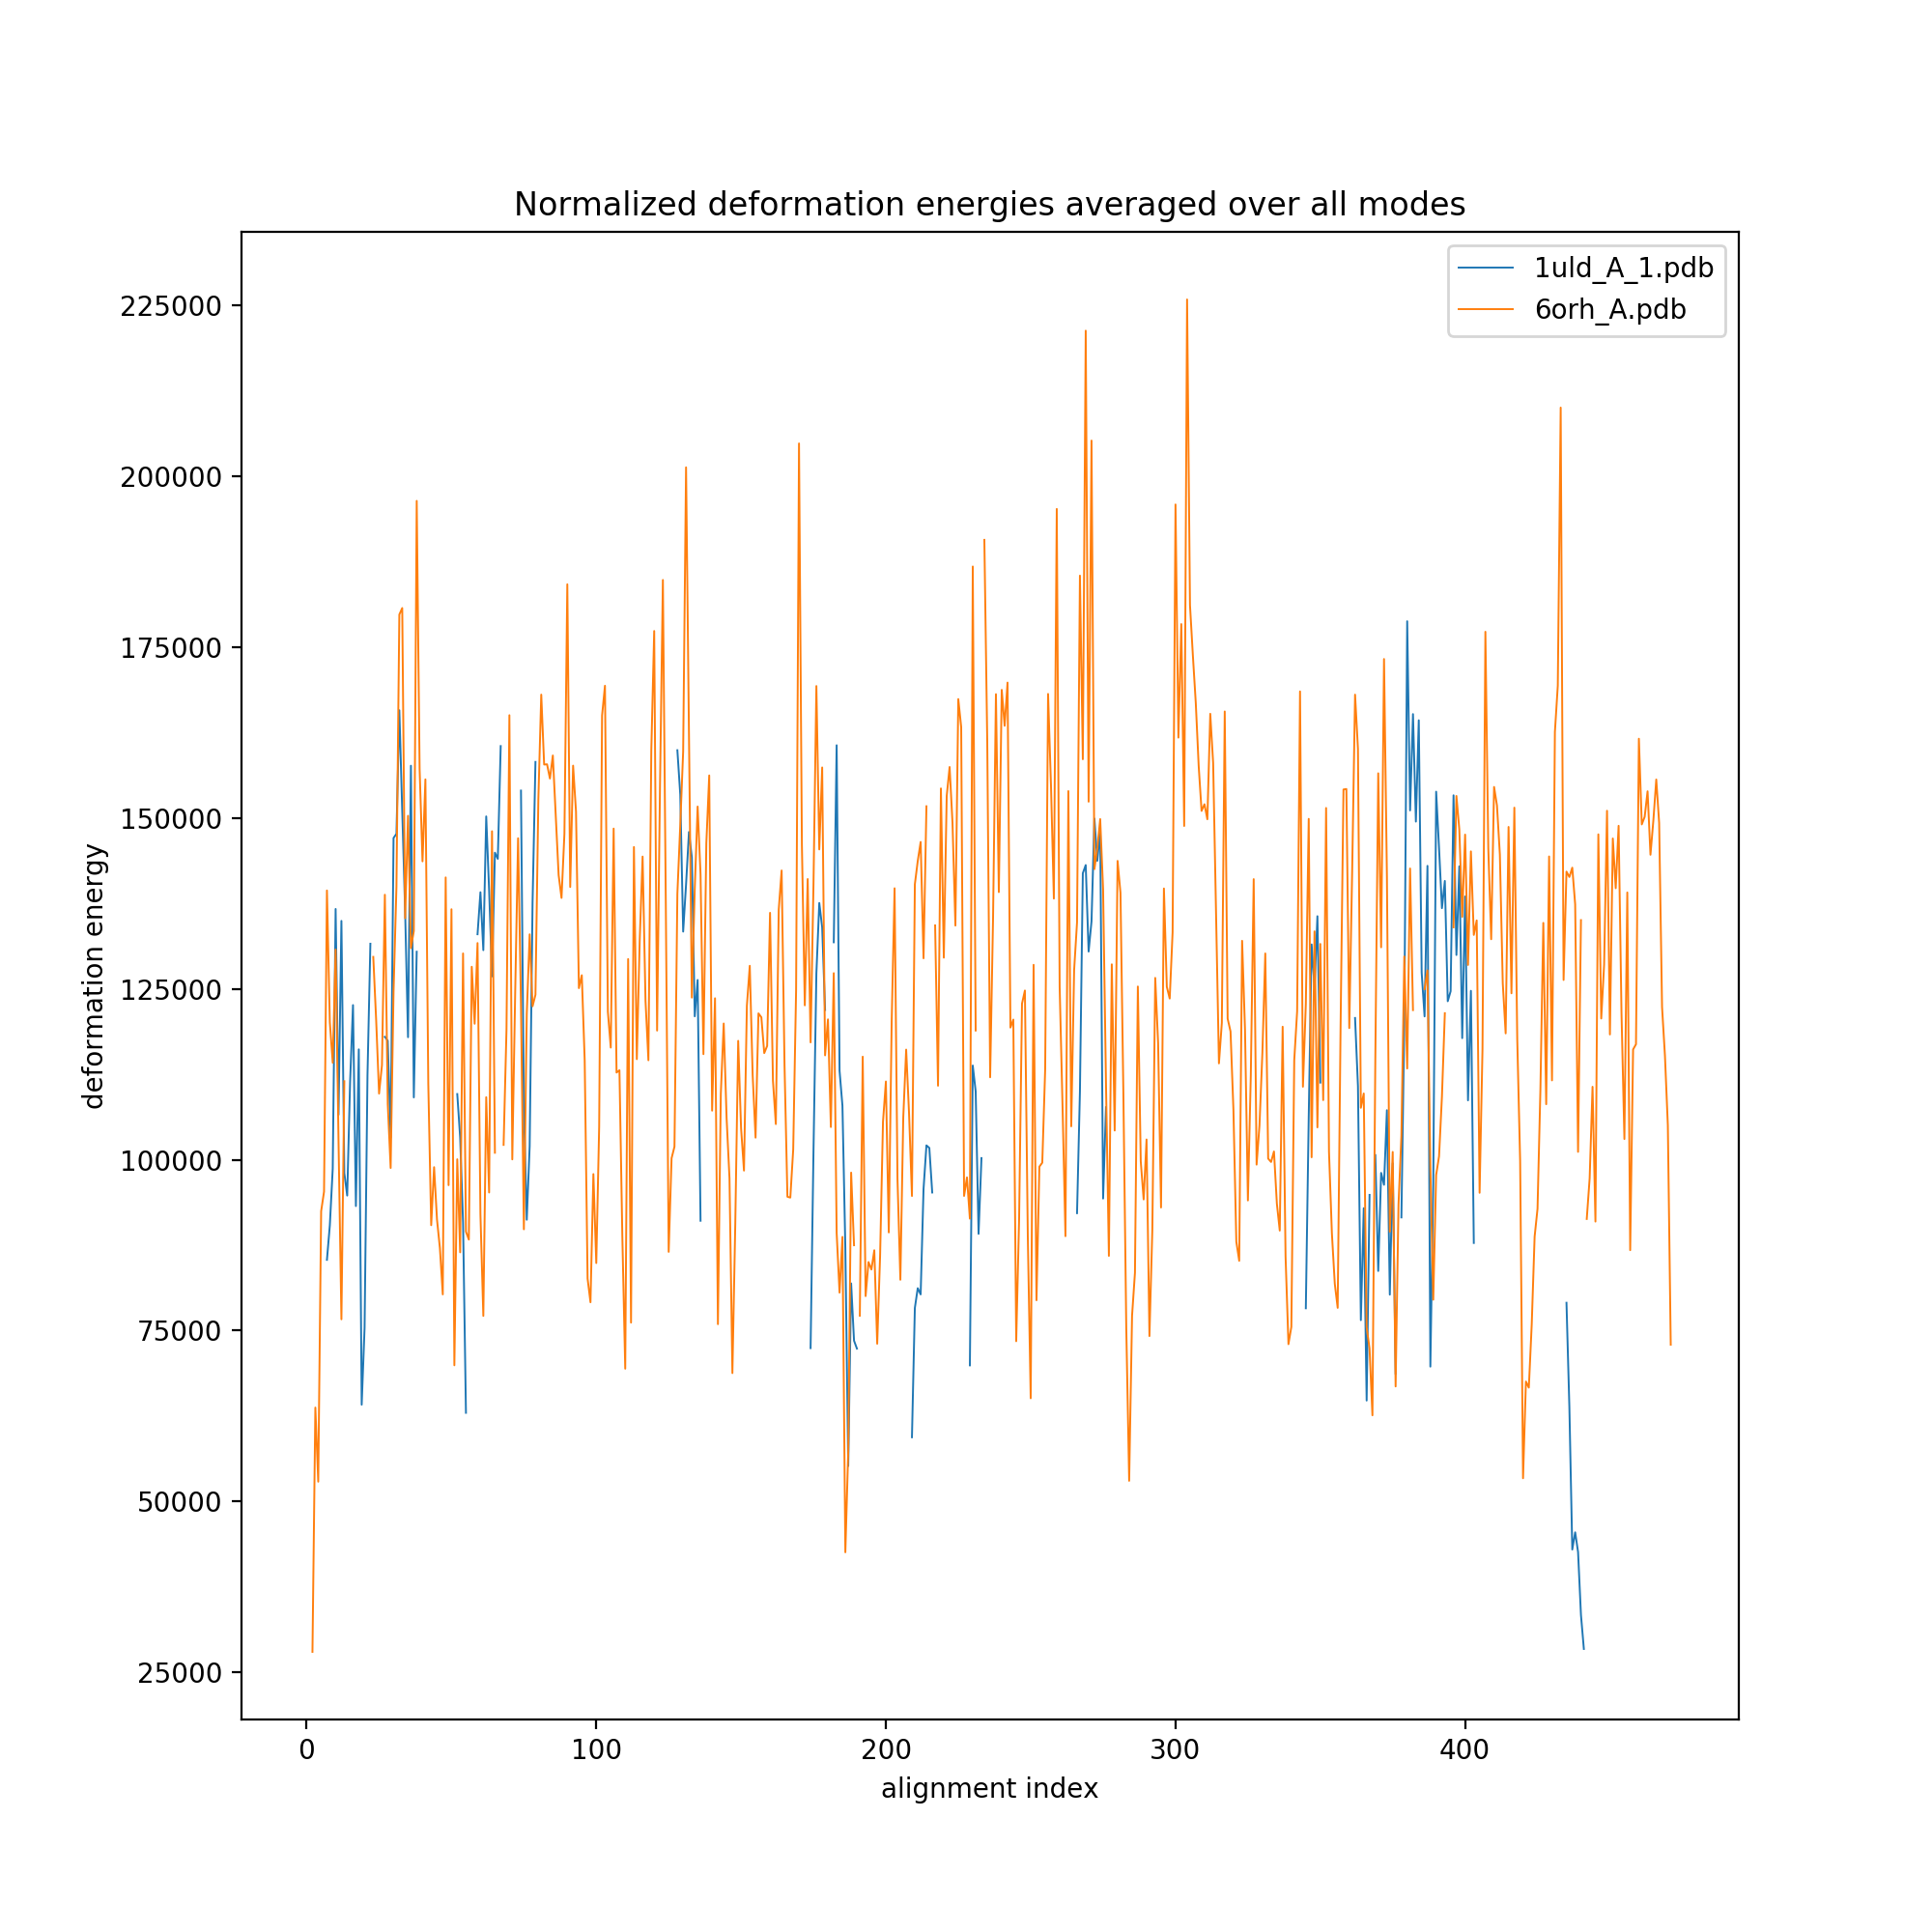 Normalized deformation energies averaged over all modes
1uld_A_1.pdb
6orh_A.pdb
225000
200000
175000
150000
125000
100000
75000
50000
25000
deformation energy
0 100 200 300 400
alignment index